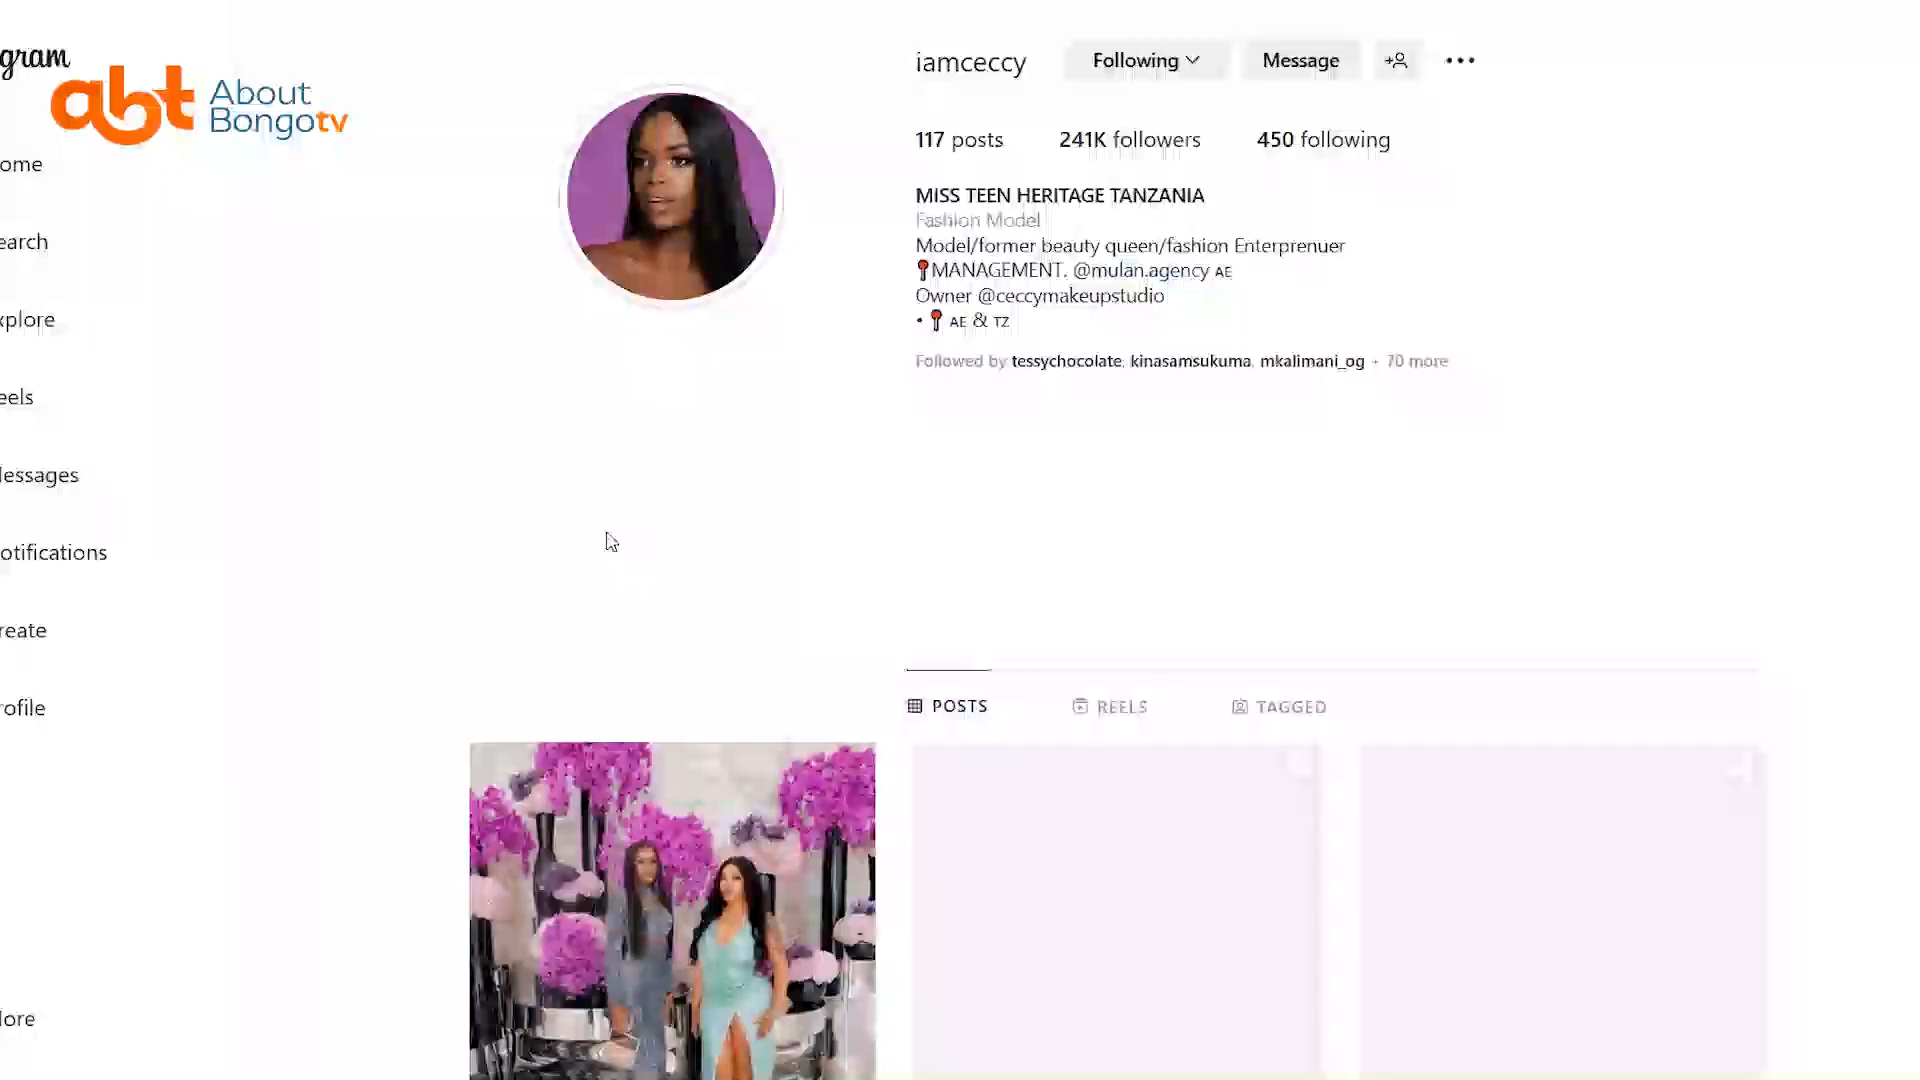 gram
abt About
Bongotv
ome
earch
xplore
eels
lessages
otifications
reate
rofile
lore
iamceccy Following Message
117 posts 241K followers 450 following
MISS TEEN HERITAGE TANZANIA
Fashion Model
Model/former beauty queen/fashion Enterprenuer
📍MANAGEMENT. @mulan.agency AE
Owner @ceccymakeupstudio
• 📍 AE & TZ
Followed by tessychocolate, kinasamsukuma, mkalimani_og • 70 more
POSTS REELS TAGGED